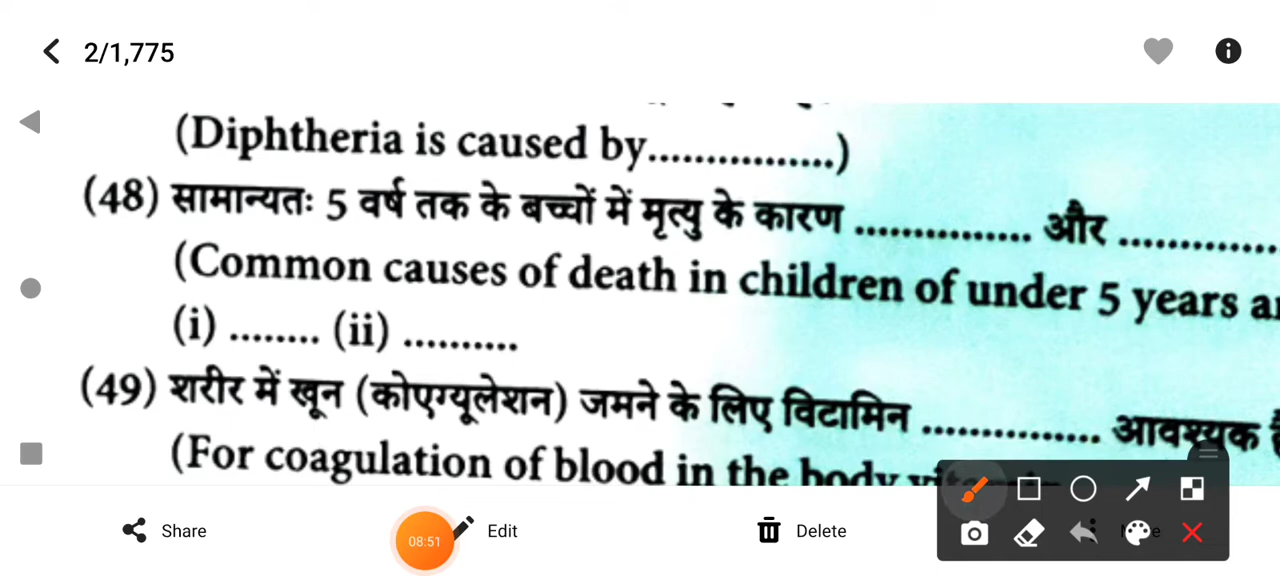 2/1,775
(Diphtheria is caused by................)
(48) सामान्यतः 5 वर्ष तक के बच्चों में मृत्यु के कारण ............... और ..............
(Common causes of death in children of under 5 years
(i) ........ (ii) ..........
(49) शरीर में खून (कोएग्यूलेशन) जमने के लिए विटामिन ............... आवश्यक
(For coagulation of blood in the body
Share
08:51
Edit
Delete